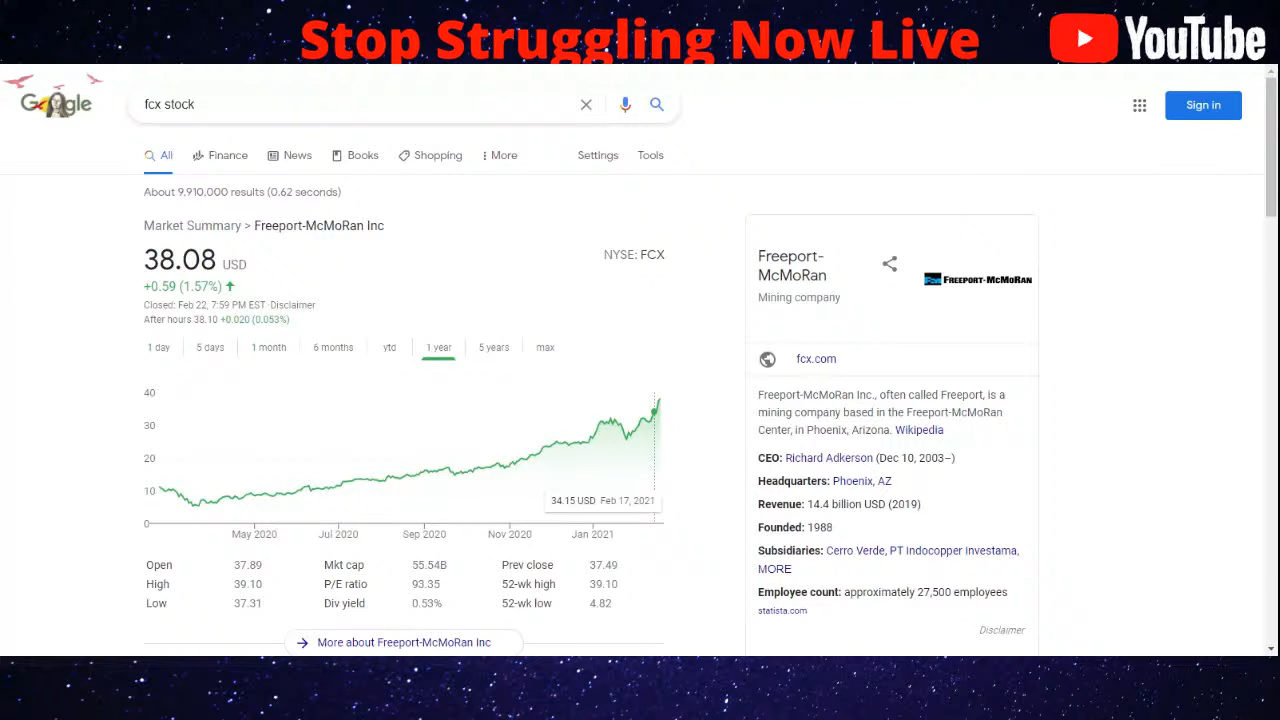 Stop Struggling Now Live
YouTube
Google
fcx stock
Sign in
All Finance News Books Shopping More Settings Tools
About 9,910,000 results (0.62 seconds)
Market Summary > Freeport-McMoRan Inc
38.08 USD
NYSE: FCX
+0.59 (1.57%)
Closed: Feb 22, 7:59 PM EST · Disclaimer
After hours 38.10 +0.020 (0.053%)
1 day 5 days 1 month 6 months ytd 1 year 5 years max
40
30
20
10
0
34.15 USD Feb 17, 2021
May 2020 Jul 2020 Sep 2020 Nov 2020 Jan 2021
Open 37.89 Mkt cap 55.54B Prev close 37.49
High 39.10 P/E ratio 93.35 52-wk high 39.10
Low 37.31 Div yield 0.53% 52-wk low 4.82
More about Freeport-McMoRan Inc
Freeport-
McMoRan
Mining company
FREEPORT-MCMORAN
fcx.com
Freeport-McMoRan Inc., often called Freeport, is a
mining company based in the Freeport-McMoRan
Center, in Phoenix, Arizona. Wikipedia
CEO: Richard Adkerson (Dec 10, 2003–)
Headquarters: Phoenix, AZ
Revenue: 14.4 billion USD (2019)
Founded: 1988
Subsidiaries: Cerro Verde, PT Indocopper Investama,
MORE
Employee count: approximately 27,500 employees
statista.com
Disclaimer